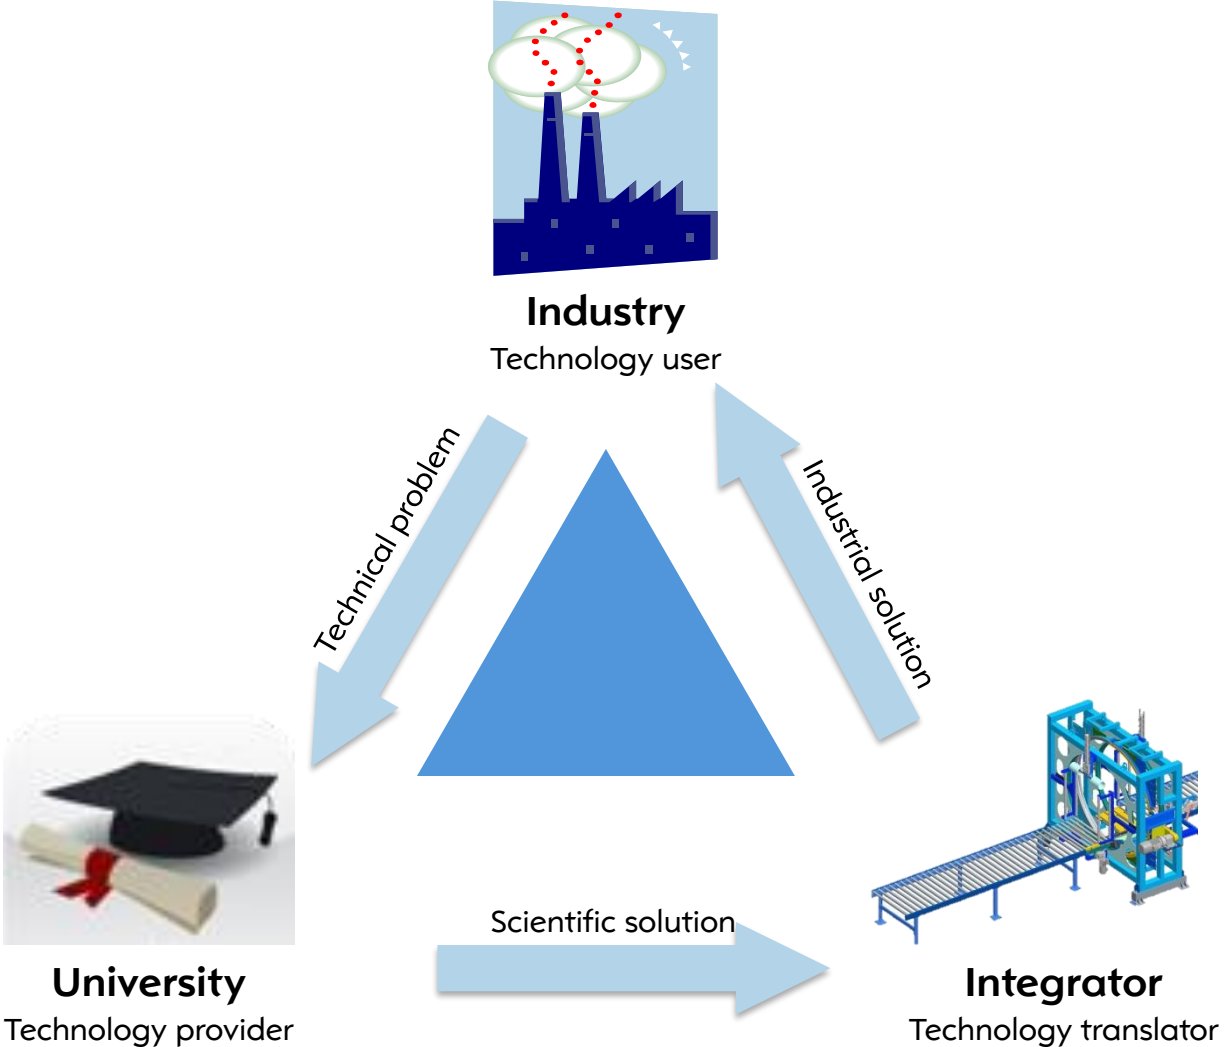 Industry
Technology user
Technical problem
Industrial solution
Scientific solution
University
Technology provider
Integrator
Technology translator